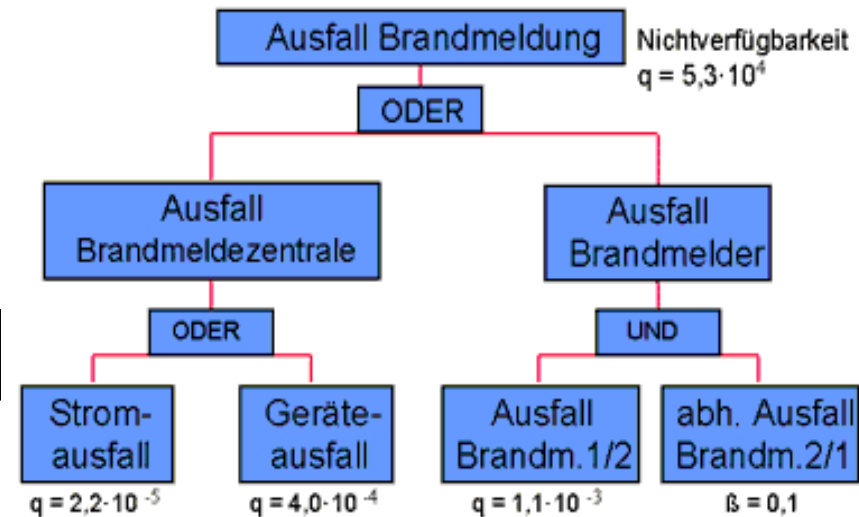 Ausfall Brandmeldung
Nichtverfügbarkeit
q = 5,3·10⁴
ODER
Ausfall
Brandmeldezentrale
Ausfall
Brandmelder
ODER
UND
Strom-
ausfall
Geräte-
ausfall
Ausfall
Brandm.1/2
abh. Ausfall
Brandm.2/1
q = 2,2·10 ⁻⁵
q = 4,0·10 ⁻⁴
q = 1,1·10 ⁻³
ß = 0,1